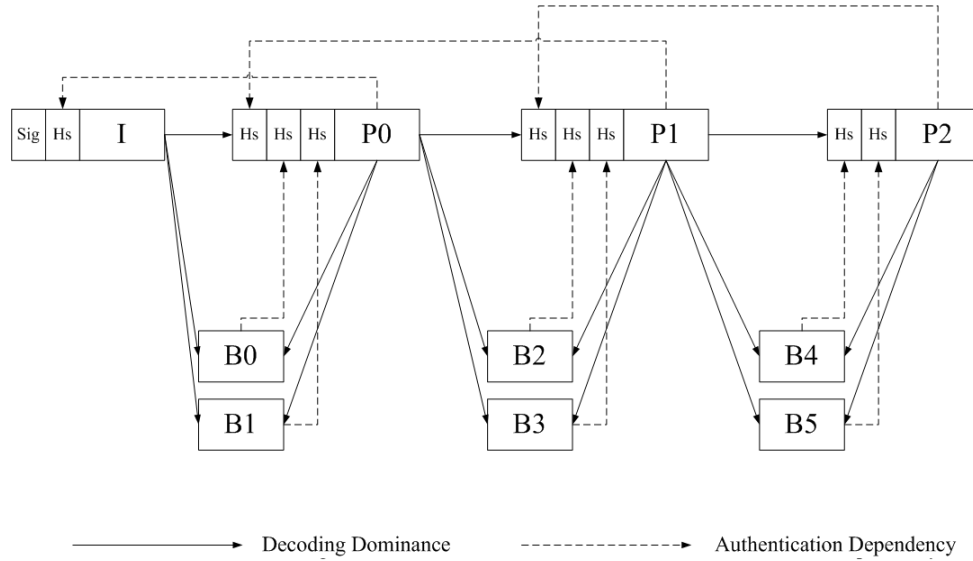 Sig Hs I Hs Hs Hs P0 Hs Hs Hs P1 Hs Hs P2
B0 B2 B4
B1 B3 B5
Decoding Dominance Authentication Dependency